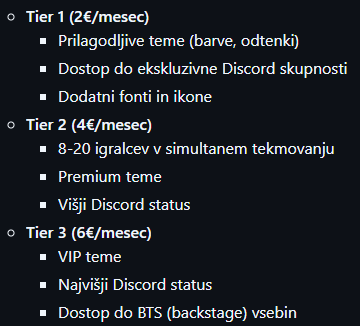 Tier 1 (2€/mesec)
Prilagodljive teme (barve, odtenki)
Dostop do ekskluzivne Discord skupnosti
Dodatni fonti in ikone
Tier 2 (4€/mesec)
8-20 igralcev v simultanem tekmovanju
Premium teme
Višji Discord status
Tier 3 (6€/mesec)
VIP teme
Najvišji Discord status
Dostop do BTS (backstage) vsebin